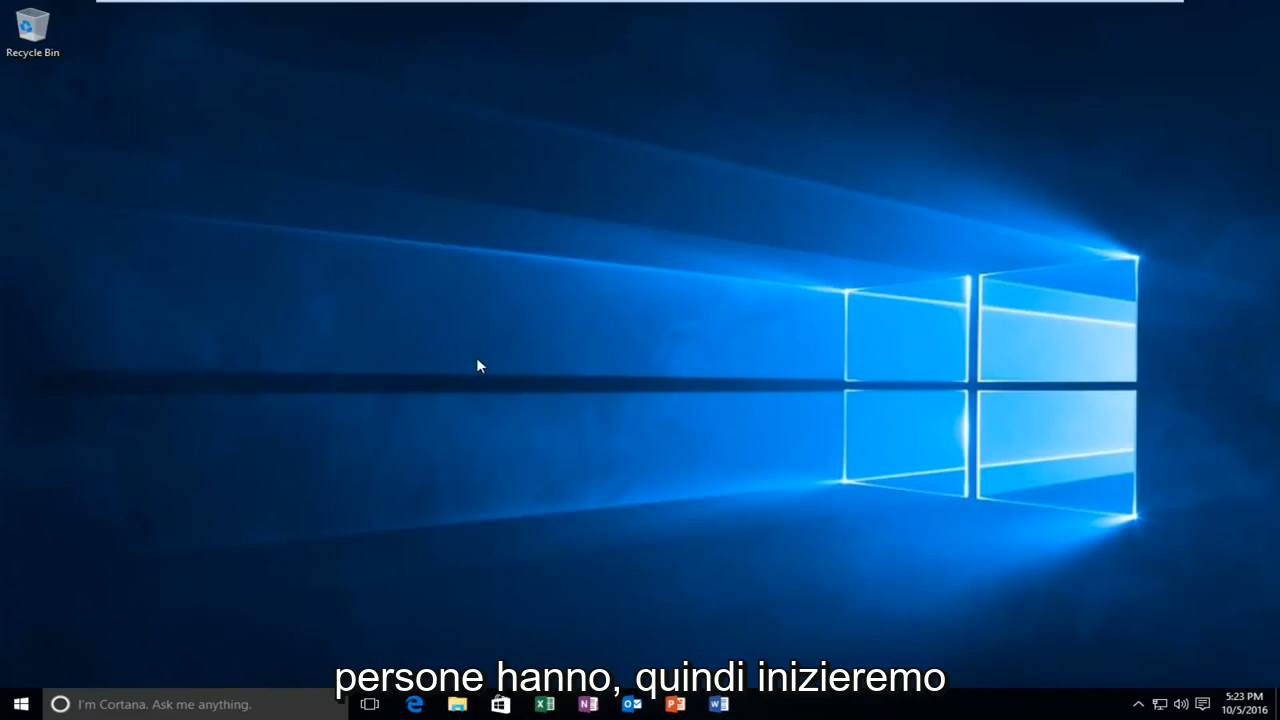 Recycle Bin
persone hanno, quindi inizieremo
I'm Cortana. Ask me anything.
5:23 PM
10/5/2016